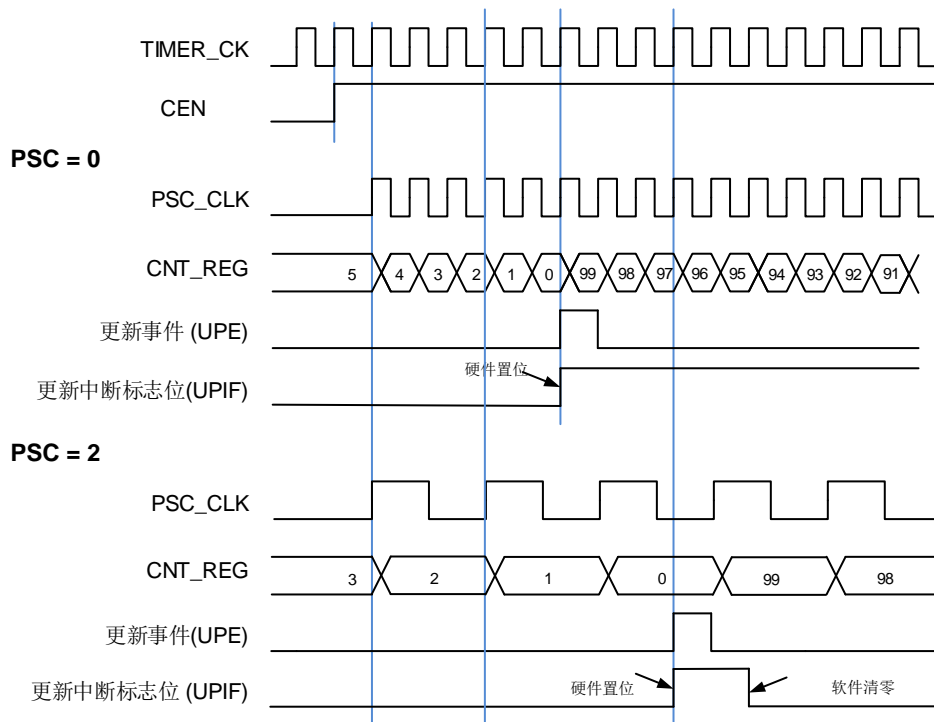 TIMER_CK
CEN
PSC = 0
PSC_CLK
CNT_REG 5 4 3 2 1 0 99 98 97 96 95 94 93 92 91
更新事件 (UPE)
硬件置位
更新中断标志位(UPIF)
PSC = 2
PSC_CLK
CNT_REG 3 2 1 0 99 98
更新事件(UPE)
更新中断标志位 (UPIF) 硬件置位 软件清零